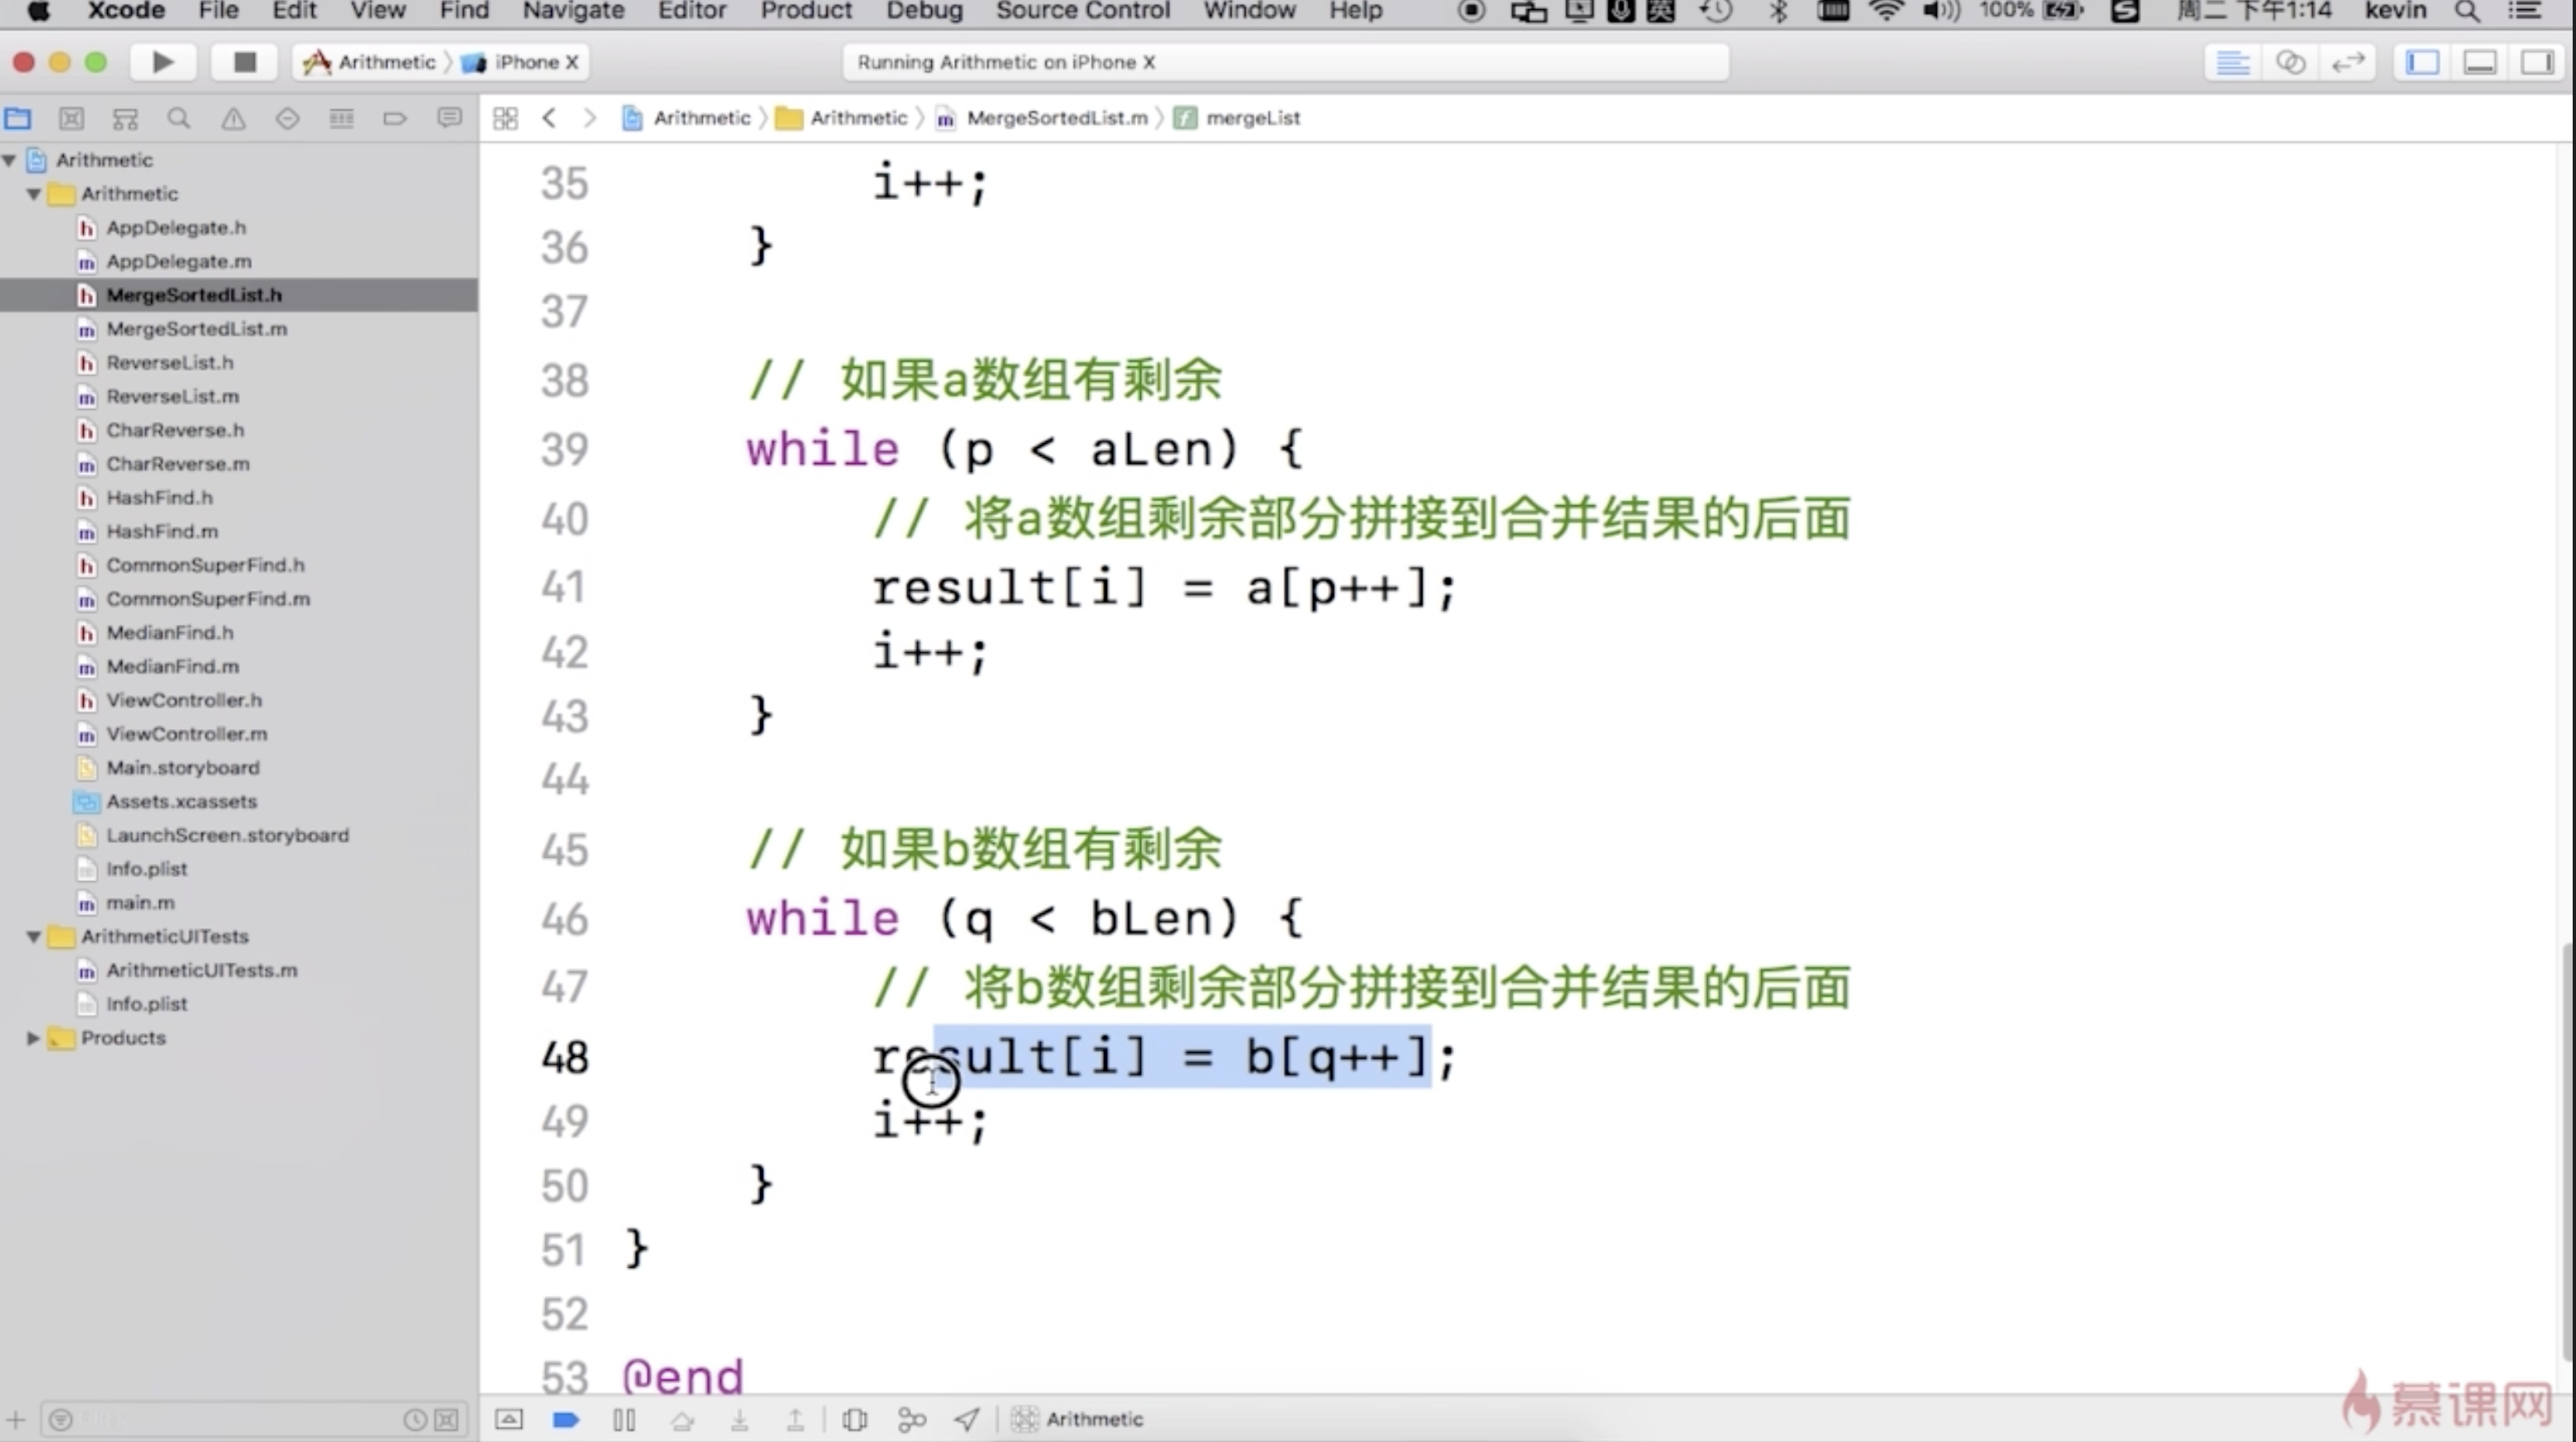 Xcode File Edit View Find Navigate Editor Product Debug Source Control Window Help 英 100% 周二 下午1:14 kevin
Arithmetic iPhone X
Running Arithmetic on iPhone X
Arithmetic Arithmetic MergeSortedList.m mergeList
Arithmetic
Arithmetic
AppDelegate.h
AppDelegate.m
MergeSortedList.h
MergeSortedList.m
ReverseList.h
ReverseList.m
CharReverse.h
CharReverse.m
HashFind.h
HashFind.m
CommonSuperFind.h
CommonSuperFind.m
MedianFind.h
MedianFind.m
ViewController.h
ViewController.m
Main.storyboard
Assets.xcassets
LaunchScreen.storyboard
Info.plist
main.m
ArithmeticUITests
ArithmeticUITests.m
Info.plist
Products
35 i++;
36 }
37
38 // 如果a数组有剩余
39 while (p < aLen) {
40 // 将a数组剩余部分拼接到合并结果的后面
41 result[i] = a[p++];
42 i++;
43 }
44
45 // 如果b数组有剩余
46 while (q < bLen) {
47 // 将b数组剩余部分拼接到合并结果的后面
48 result[i] = b[q++];
49 i++;
50 }
51 }
52
53 @end
Arithmetic
慕课网